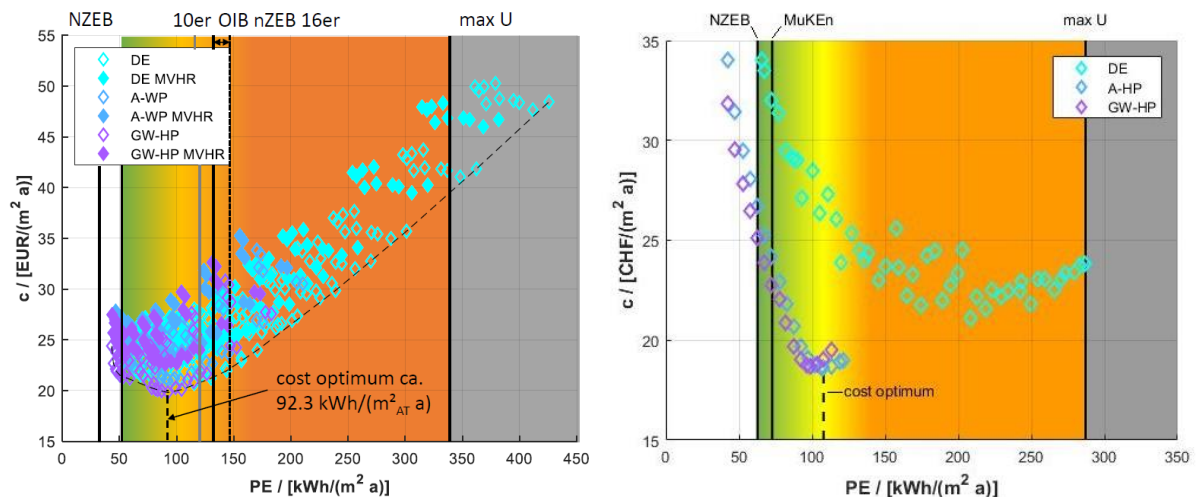 NZEB 10er OIB nZEB 16er max U
55
50
45
40
35
30
25
20
15
c / [EUR/(m² a)]
DE
DE MVHR
A-WP
A-WP MVHR
GW-HP
GW-HP MVHR
cost optimum ca.
92.3 kWh/(m²AT a)
0 50 100 150 200 250 300 350 400 450
PE / [kWh/(m² a)]
NZEB MuKEn max U
35
30
25
20
15
c / [CHF/(m² a)]
DE
A-HP
GW-HP
cost optimum
0 50 100 150 200 250 300 350
PE / [kWh/(m² a)]